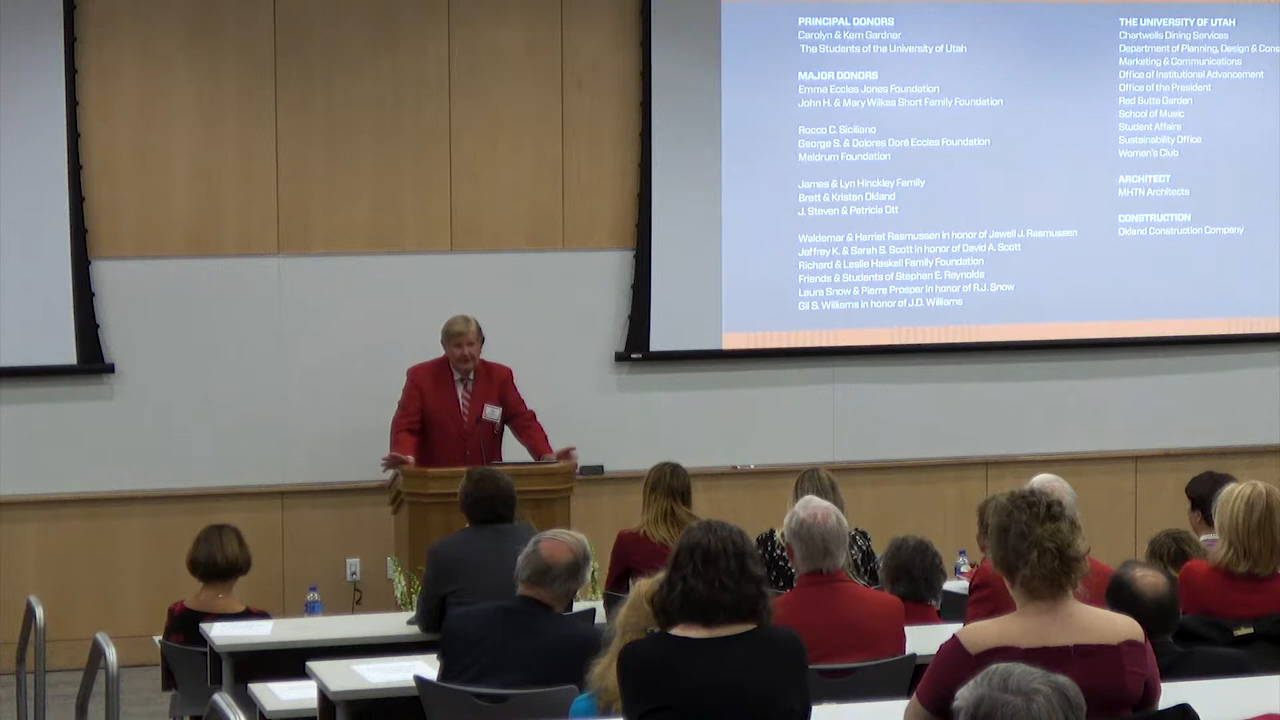 PRINCIPAL DONORS
Carolyn & Kem Gardner
The Students of the University of Utah
MAJOR DONORS
Emma Eccles Jones Foundation
John H. & Mary Wilkes Short Family Foundation
Rocco C. Siciliano
George S. & Dolores Doré Eccles Foundation
Meldrum Foundation
James & Lyn Hinckley Family
Brett & Kristen Okland
J. Steven & Patricia Ott
Waldemar & Harriet Rasmussen in honor of Jewell J. Rasmussen
Jeffrey K. & Sarah S. Scott in honor of David A. Scott
Richard & Leslie Haskell Family Foundation
Friends & Students of Stephen E. Reynolds
Laura Snow & Pierre Prosper in honor of R.J. Snow
Gil S. Williams in honor of J.D. Williams
THE UNIVERSITY OF UTAH
Chartwells Dining Services
Department of Planning, Design & Cons
Marketing & Communications
Office of Institutional Advancement
Office of the President
Red Butte Garden
School of Music
Student Affairs
Sustainability Office
Women's Club
ARCHITECT
MHTN Architects
CONSTRUCTION
Okland Construction Company